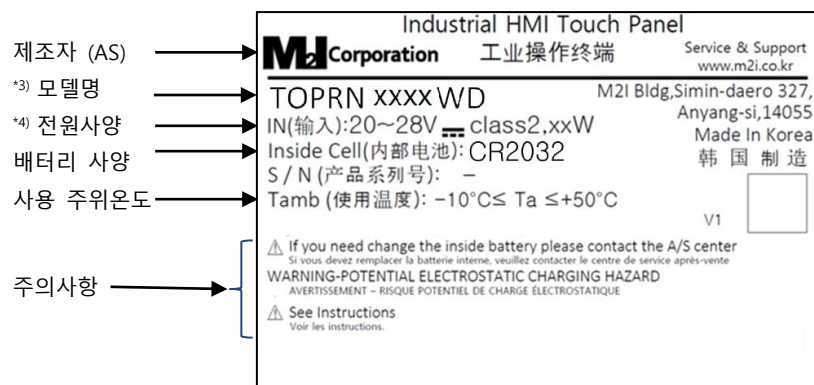 Industrial HMI Touch Panel
제조자 (AS)
M2I Corporation 工业操作终端 Service & Support
www.m2i.co.kr
*3) 모델명
TOPRN XXXX WD M2I Bldg,Simin-daero 327,
Anyang-si,14055
*4) 전원사양
IN(输入):20~28V class2,xxW
Made In Korea
배터리 사양
Inside Cell(内部电池): CR2032
韩 国 制 造
S / N (产品系列号): –
사용 주위온도
Tamb (使用温度): -10°C≤ Ta ≤+50°C
V1
주의사항
If you need change the inside battery please contact the A/S center
Si vous devez remplacer la batterie interne, veuillez contacter le centre de service après-vente
WARNING-POTENTIAL ELECTROSTATIC CHARGING HAZARD
AVERTISSEMENT – RISQUE POTENTIEL DE CHARGE ÉLECTROSTATIQUE
See Instructions
Voir les instructions.